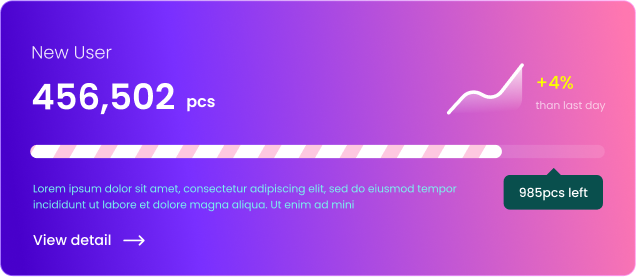 New User
456,502 pcs
+4%
than last day
Lorem ipsum dolor sit amet, consectetur adipiscing elit, sed do eiusmod tempor
incididunt ut labore et dolore magna aliqua. Ut enim ad mini
985pcs left
View detail